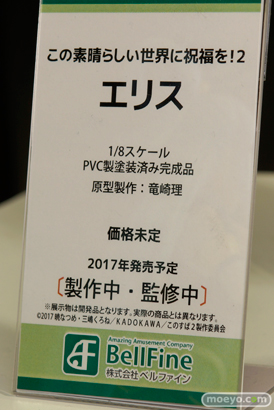 この素晴らしい世界に祝福を!2
エリス
1/8スケール
PVC製塗装済み完成品
原型製作：竜崎理
価格未定
2017年発売予定
〔製作中・監修中〕
※展示物は開発品となります。実際の商品とは異なります。
©2017 暁なつめ・三嶋くろね/KADOKAWA/このすば2製作委員会
Amazing Amusement Company
BellFine
株式会社 ベルファイン
moeyo.com